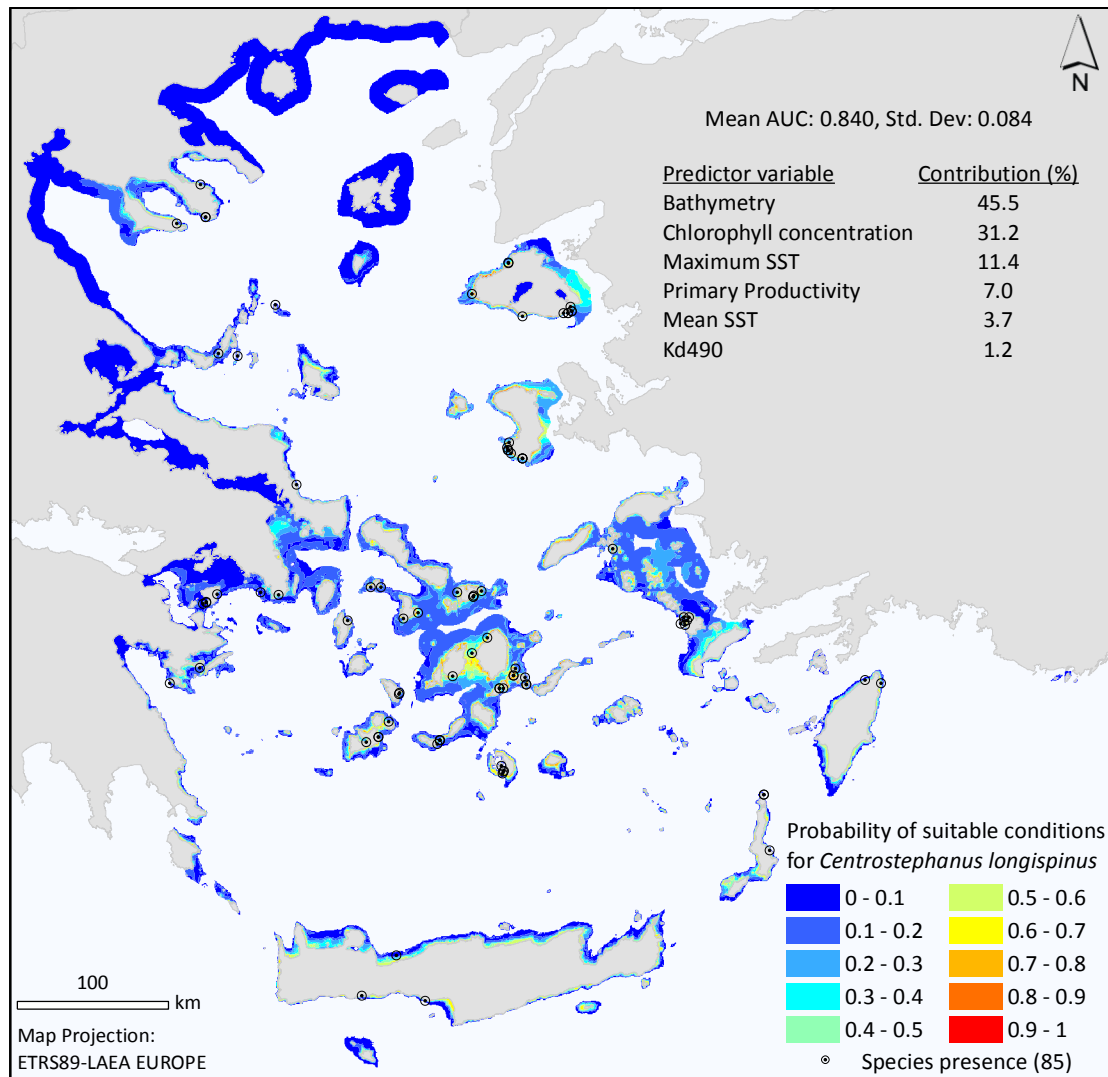 N
Mean AUC: 0.840, Std. Dev: 0.084
Predictor variable Contribution (%)
Bathymetry 45.5
Chlorophyll concentration 31.2
Maximum SST 11.4
Primary Productivity 7.0
Mean SST 3.7
Kd490 1.2
Probability of suitable conditions
for Centrostephanus longispinus
0 - 0.1 0.5 - 0.6
0.1 - 0.2 0.6 - 0.7
0.2 - 0.3 0.7 - 0.8
0.3 - 0.4 0.8 - 0.9
0.4 - 0.5 0.9 - 1
Species presence (85)
100
km
Map Projection:
ETRS89-LAEA EUROPE